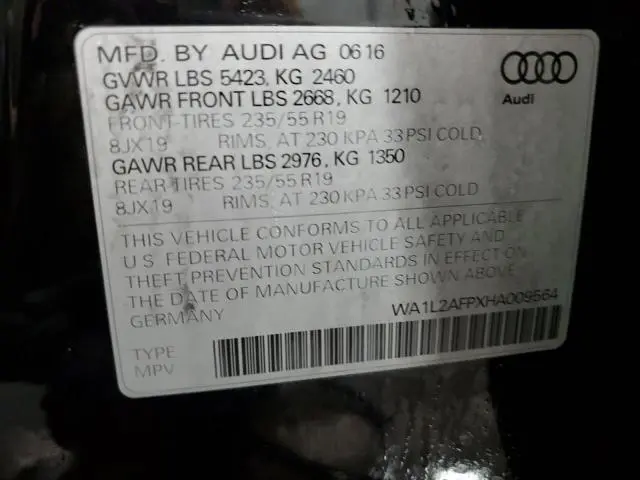 MFD. BY AUDI AG 06 16
GVWR LBS 5423, KG 2460
GAWR FRONT LBS 2668, KG 1210
FRONT-TIRES 235/55 R19
8JX19 RIMS, AT 230 KPA 33 PSI COLD
GAWR REAR LBS 2976, KG 1350
REAR TIRES 235/55 R19
8JX19 RIMS, AT 230 KPA 33 PSI COLD
THIS VEHICLE CONFORMS TO ALL APPLICABLE
U.S. FEDERAL MOTOR VEHICLE SAFETY AND
THEFT PREVENTION STANDARDS IN EFFECT ON
THE DATE OF MANUFACTURE SHOWN ABOVE.
GERMANY
WA1L2AFPXHA009564
TYPE
MPV
Audi